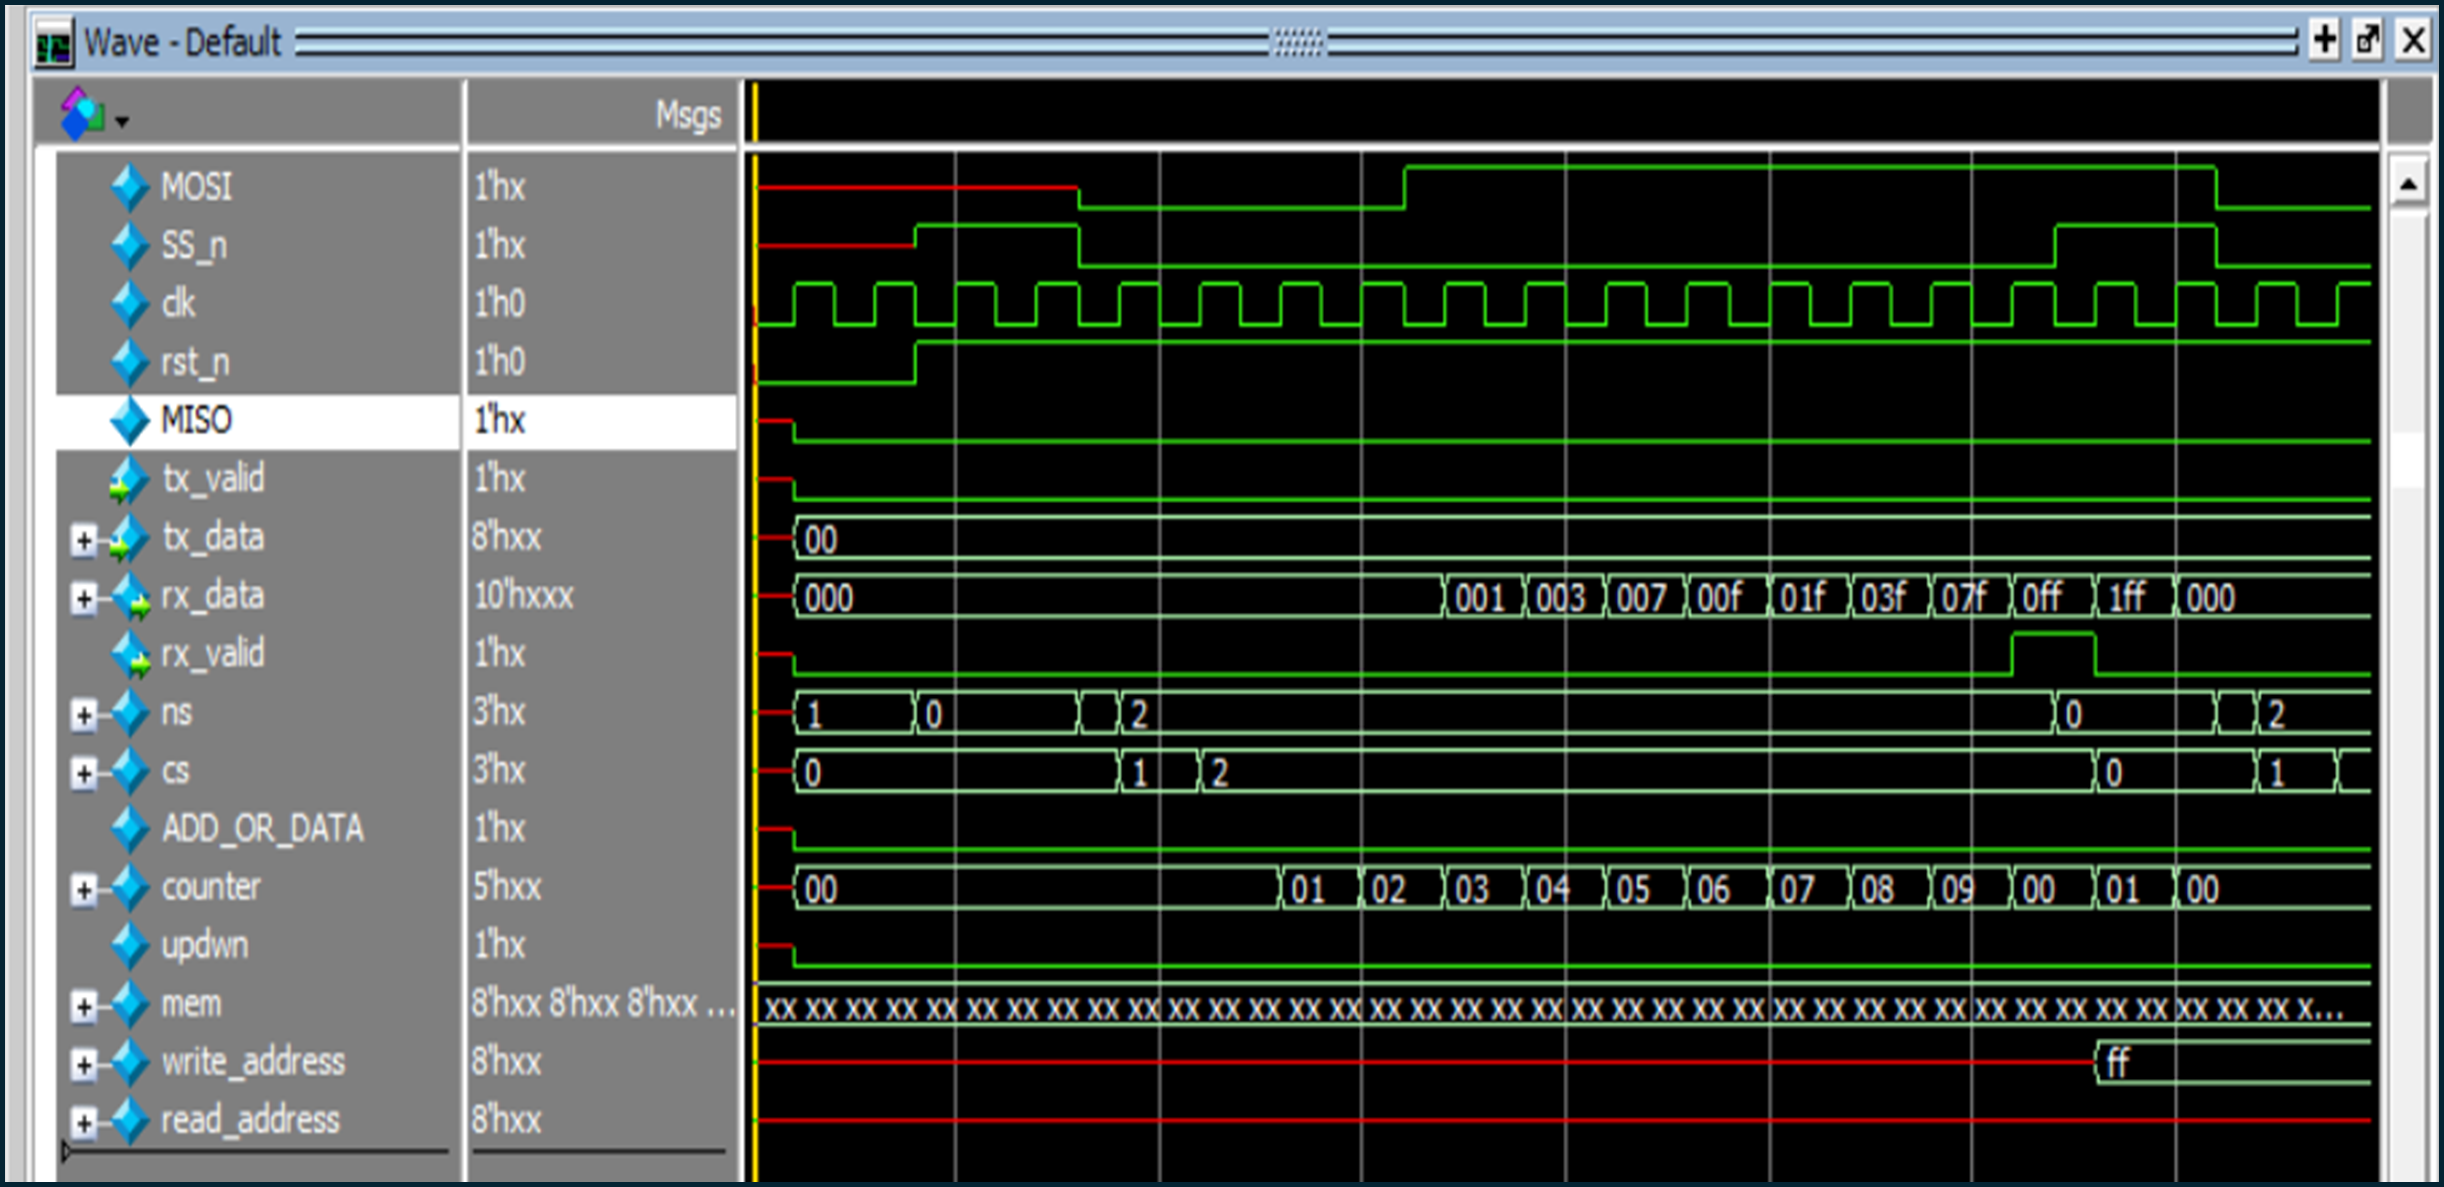 Wave - Default
Msgs
MOSI 1'hx
SS_n 1'hx
clk 1'h0
rst_n 1'h0
MISO 1'hx
tx_valid 1'hx
tx_data 8'hxx 00
rx_data 10'hxxx 000 001 003 007 00f 01f 03f 07f 0ff 1ff 000
rx_valid 1'hx
ns 3'hx 1 0 2 0 2
cs 3'hx 0 1 2 0 1
ADD_OR_DATA 1'hx
counter 5'hxx 00 01 02 03 04 05 06 07 08 09 00 01 00
updwn 1'hx
mem 8'hxx 8'hxx 8'hxx ... xx xx xx xx xx xx xx xx xx xx xx xx xx xx xx xx xx xx xx xx xx xx xx xx xx xx xx xx xx xx xx xx xx xx xx xx xx xx x...
write_address 8'hxx ff
read_address 8'hxx